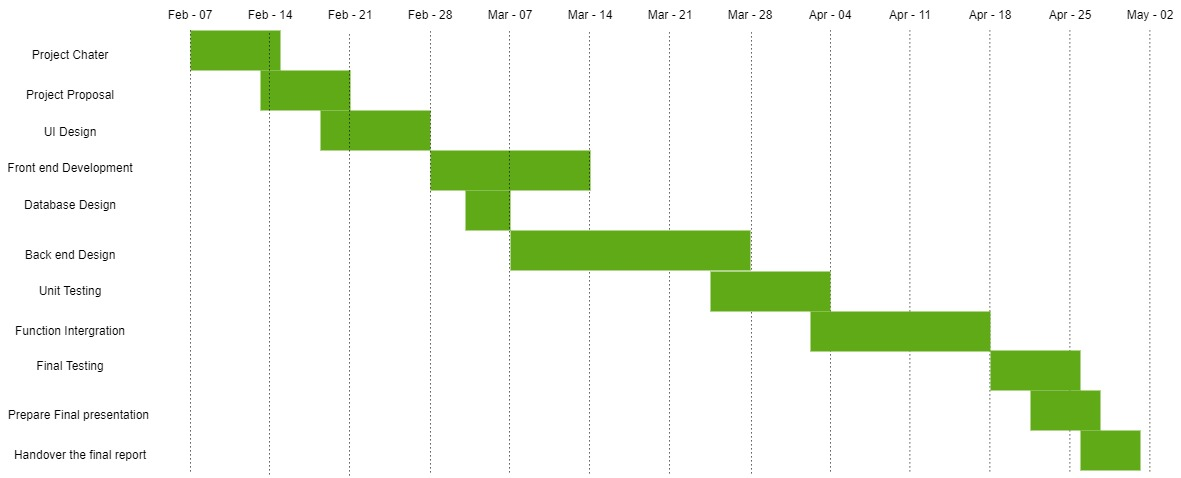 Feb - 07 Feb - 14 Feb - 21 Feb - 28 Mar - 07 Mar - 14 Mar - 21 Mar - 28 Apr - 04 Apr - 11 Apr - 18 Apr - 25 May - 02
Project Chater
Project Proposal
UI Design
Front end Development
Database Design
Back end Design
Unit Testing
Function Intergration
Final Testing
Prepare Final presentation
Handover the final report